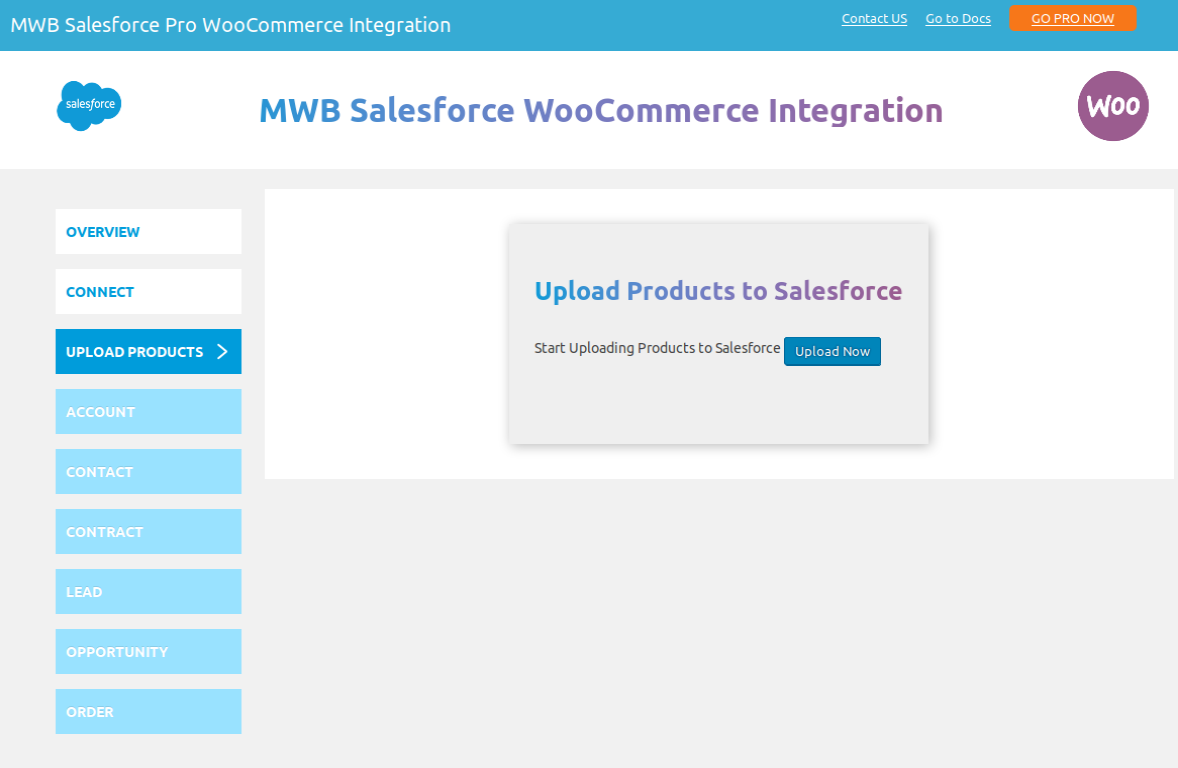 MWB Salesforce Pro WooCommerce Integration
Contact US Go to Docs GO PRO NOW
salesforce
MWB Salesforce WooCommerce Integration
Woo
OVERVIEW
CONNECT
UPLOAD PRODUCTS
ACCOUNT
CONTACT
CONTRACT
LEAD
OPPORTUNITY
ORDER
Upload Products to Salesforce
Start Uploading Products to Salesforce Upload Now